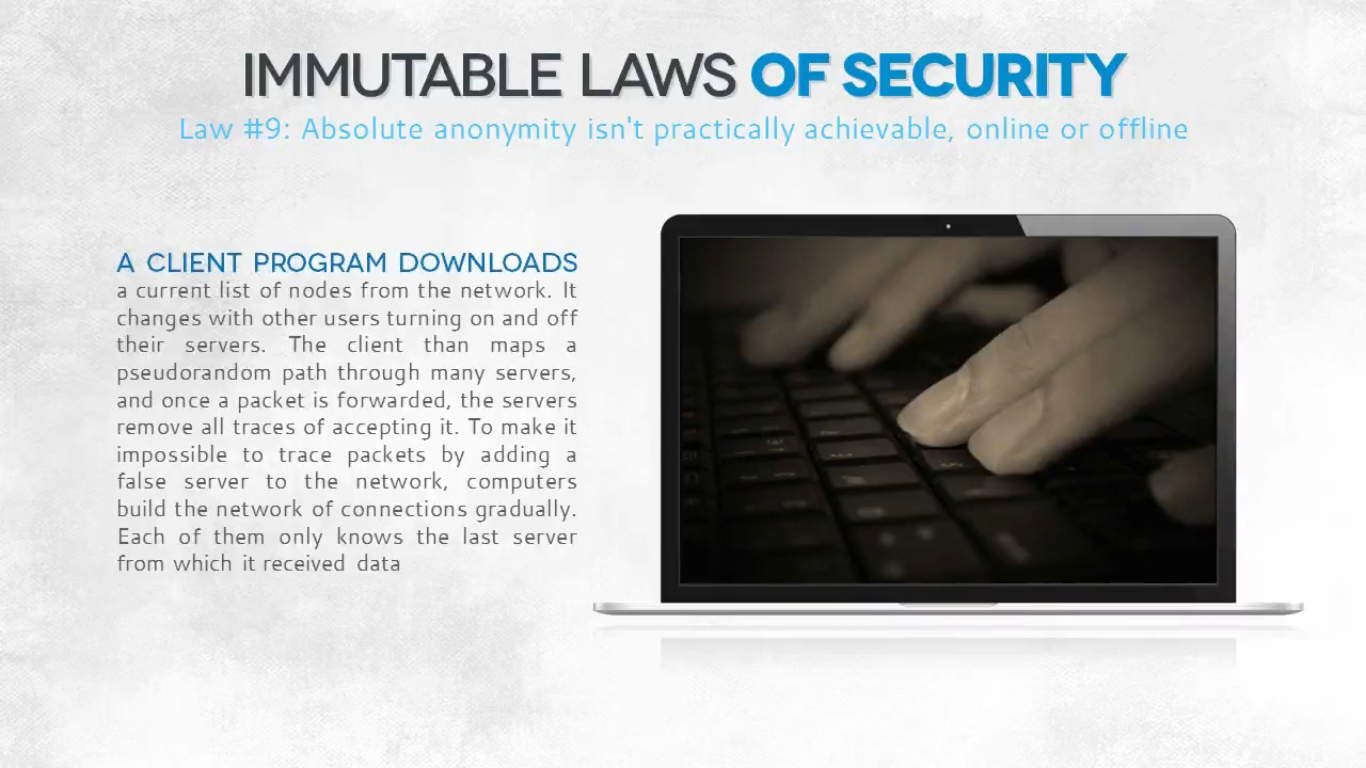 IMMUTABLE LAWS OF SECURITY
Law #9: Absolute anonymity isn't practically achievable, online or offline
A CLIENT PROGRAM DOWNLOADS
a current list of nodes from the network. It
changes with other users turning on and off
their servers. The client than maps a
pseudorandom path through many servers,
and once a packet is forwarded, the servers
remove all traces of accepting it. To make it
impossible to trace packets by adding a
false server to the network, computers
build the network of connections gradually.
Each of them only knows the last server
from which it received data